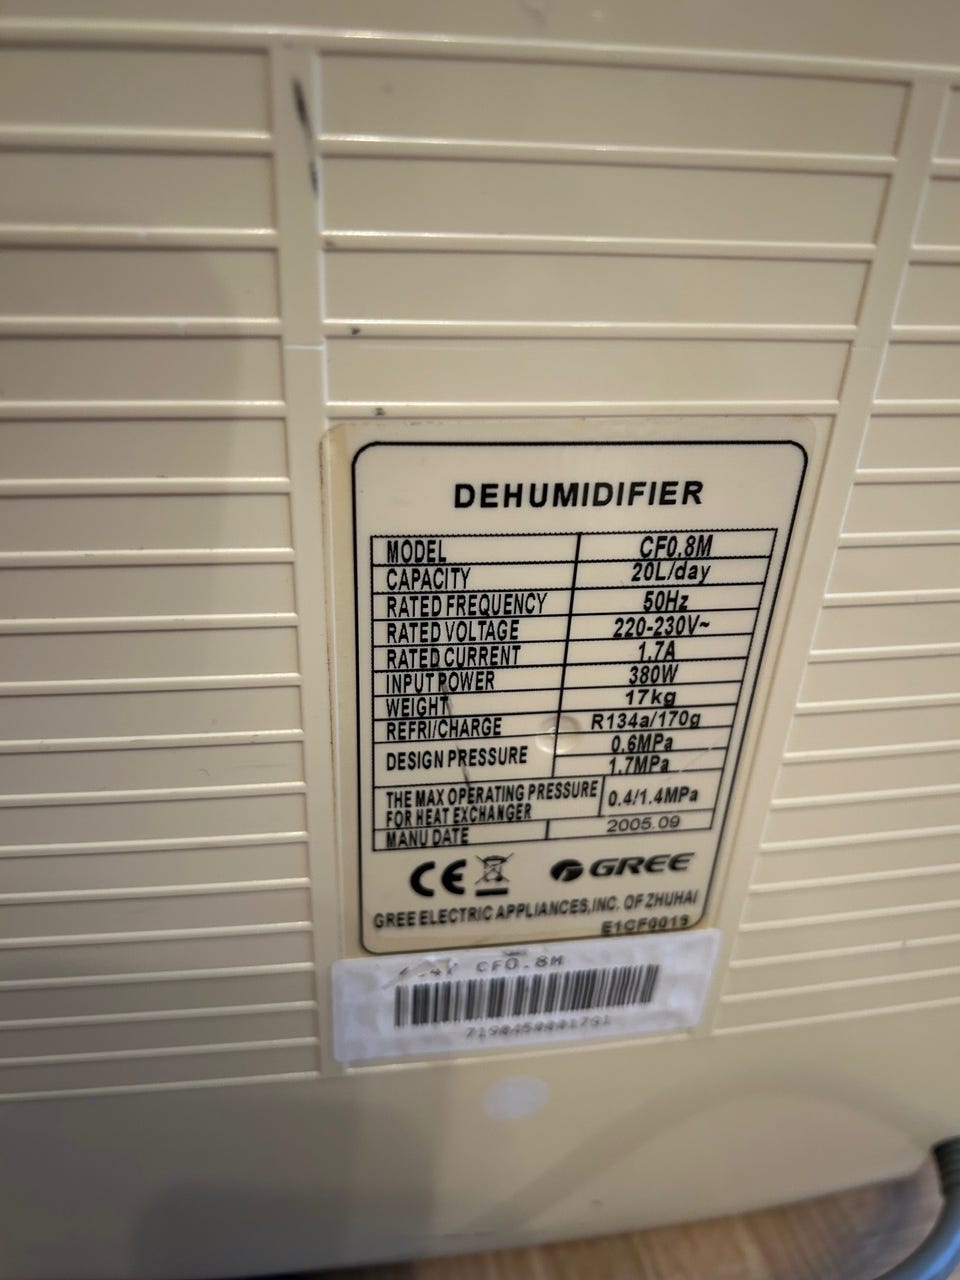 DEHUMIDIFIER
MODEL CF0.8M
CAPACITY 20L/day
RATED FREQUENCY 50Hz
RATED VOLTAGE 220-230V~
RATED CURRENT 1.7A
INPUT POWER 380W
WEIGHT 17kg
REFRI/CHARGE R134a/170g
DESIGN PRESSURE 0.6MPa
1.7MPa
THE MAX OPERATING PRESSURE
FOR HEAT EXCHANGER 0.4/1.4MPa
MANU DATE 2005.09
CE GREE
GREE ELECTRIC APPLIANCES,INC. OF ZHUHAI
E1CF0019
CF0.8M